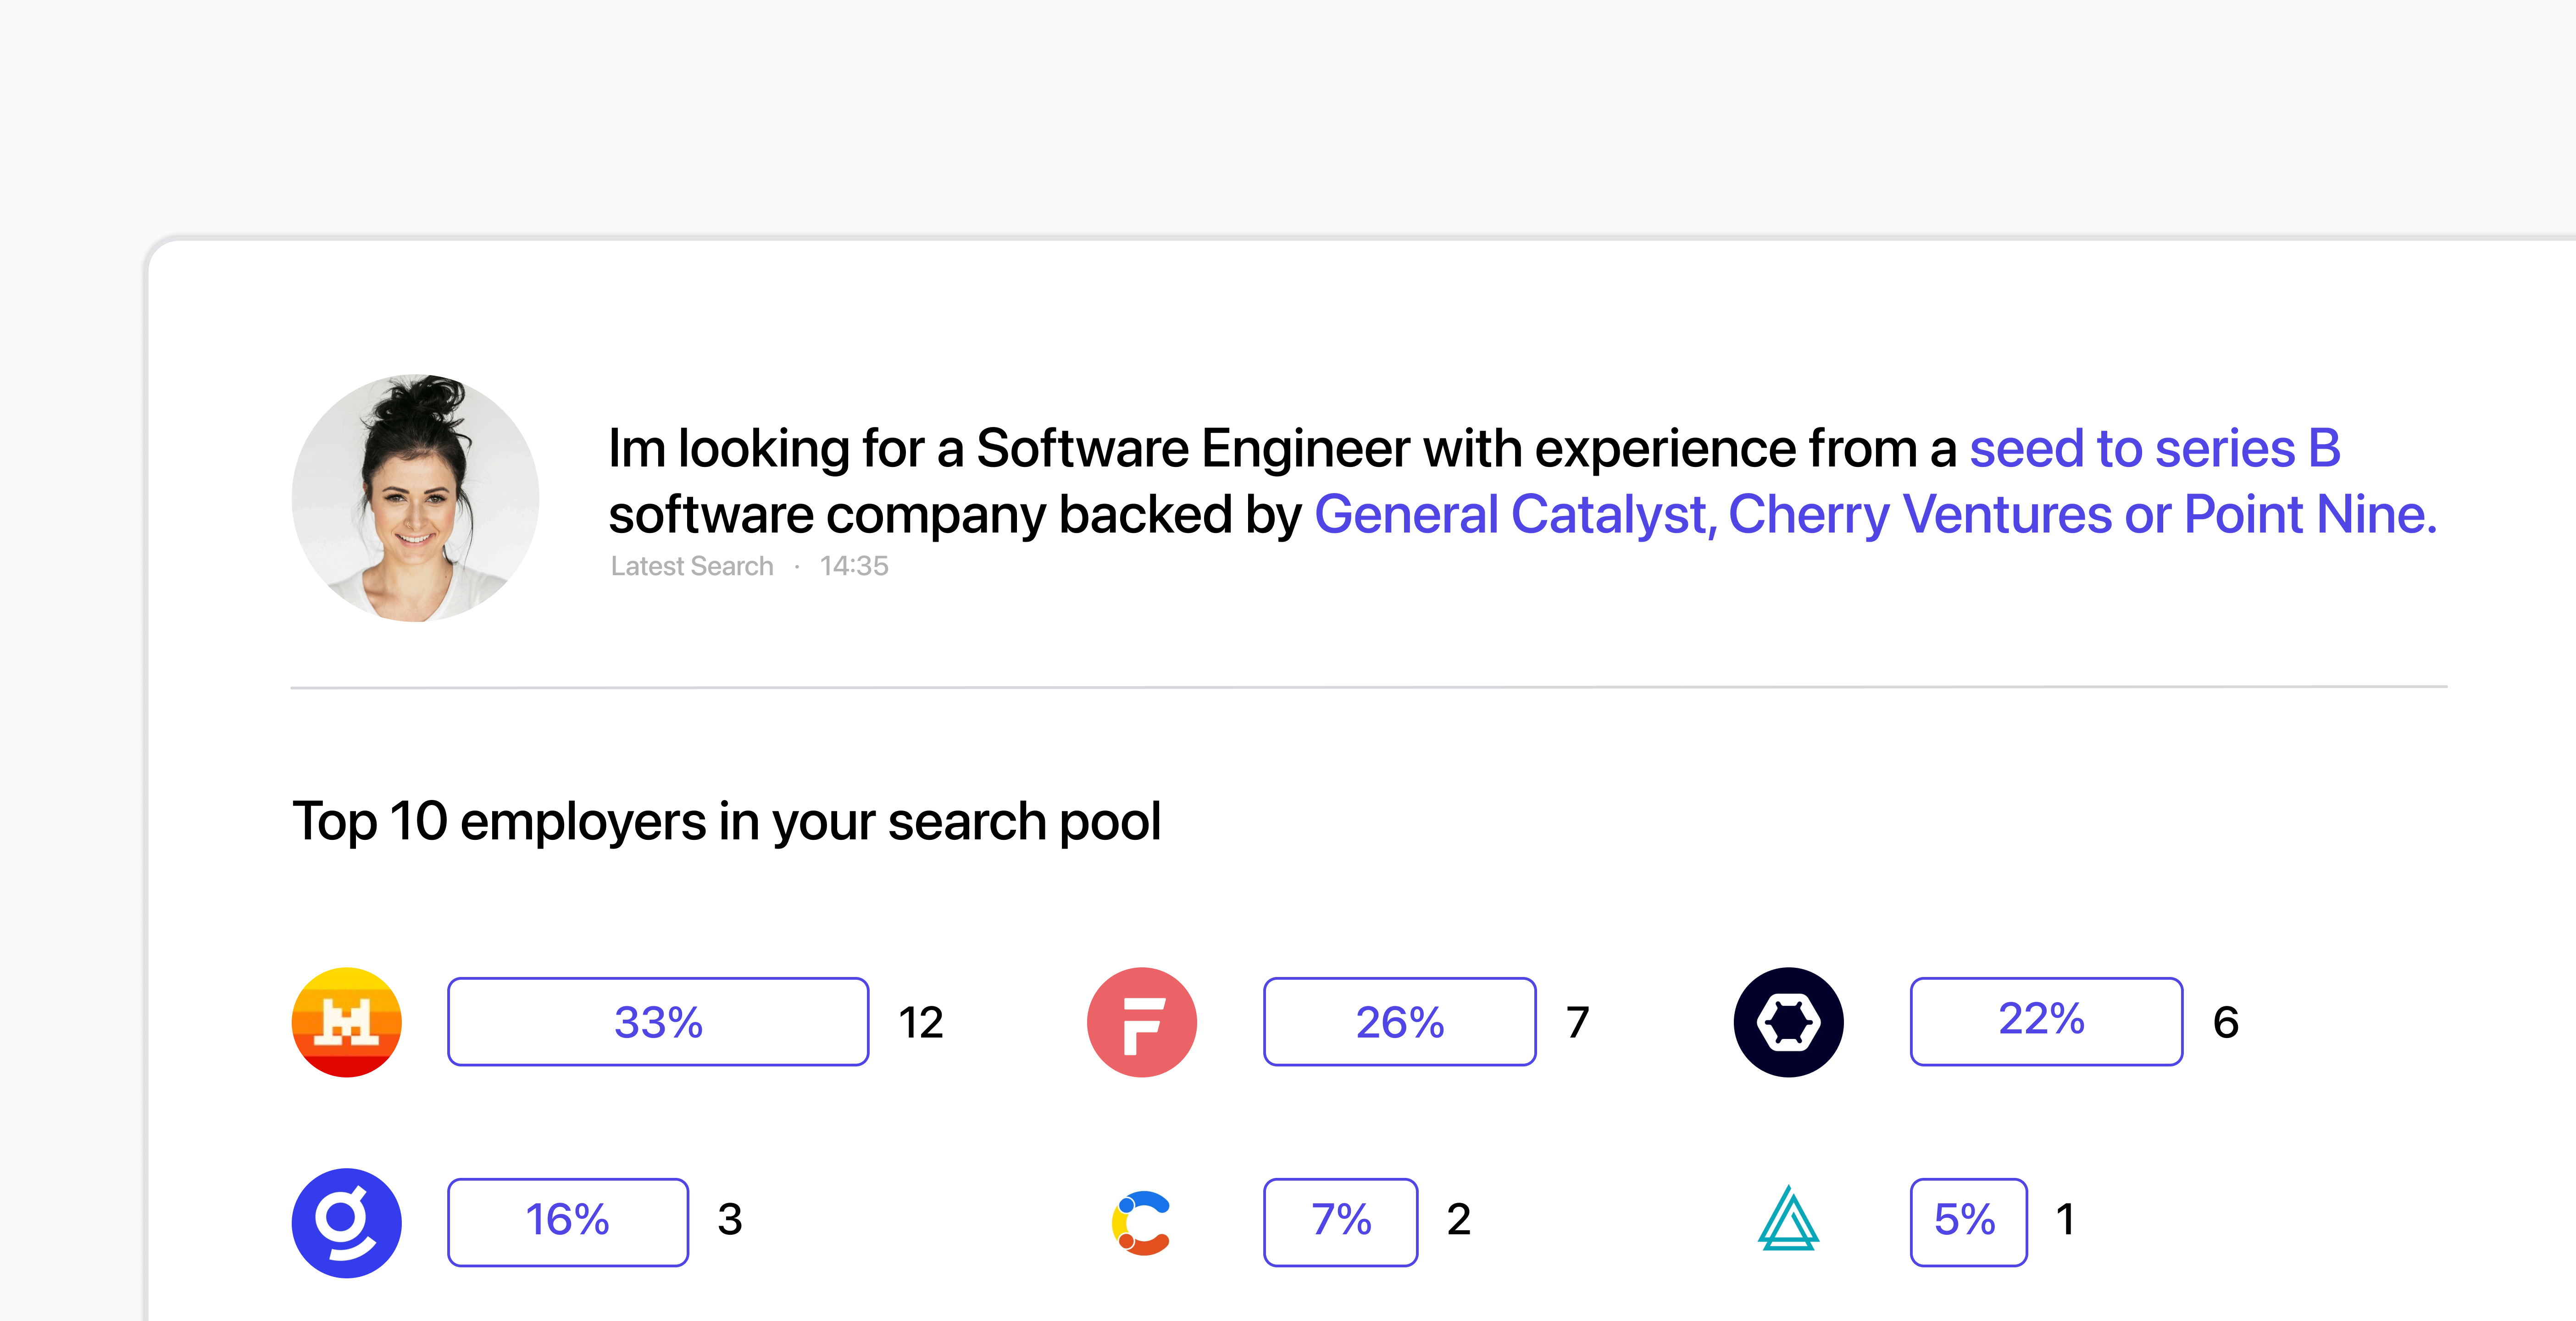 Im looking for a Software Engineer with experience from a seed to series B
software company backed by General Catalyst, Cherry Ventures or Point Nine.
Latest Search · 14:35
Top 10 employers in your search pool
33% 12 F 26% 7 22% 6
g 16% 3 C 7% 2 5% 1